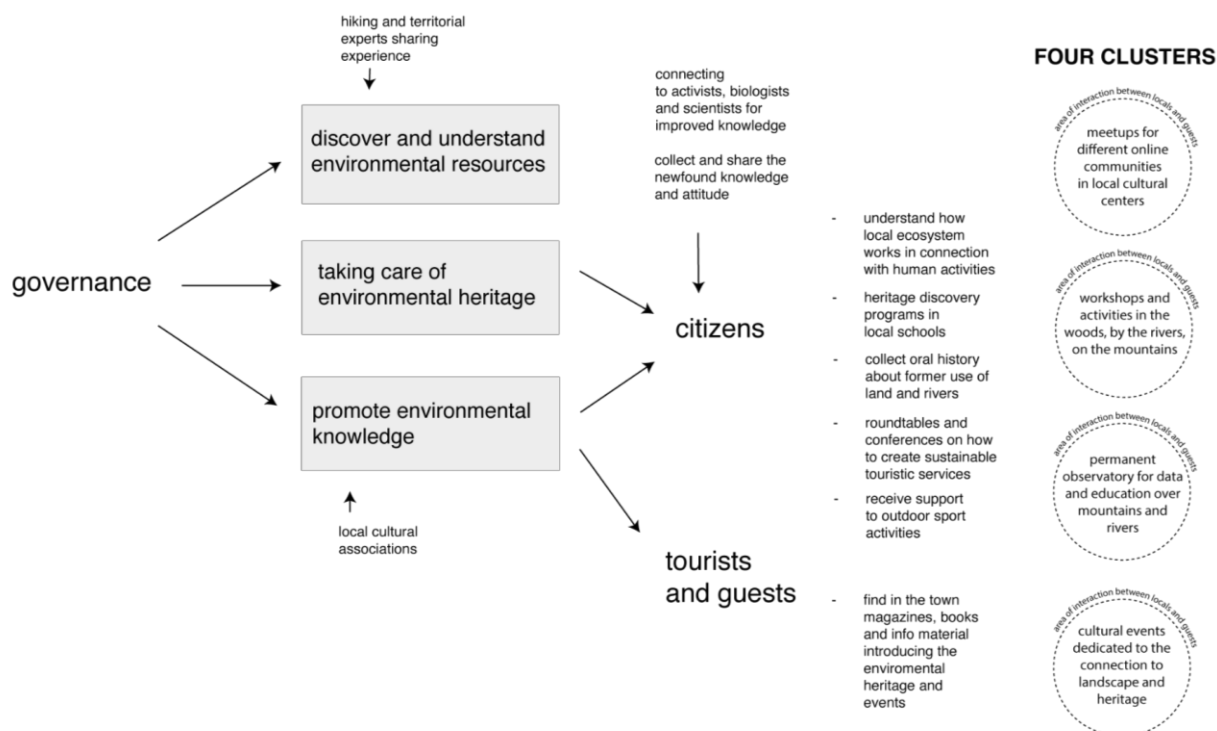 hiking and territorial
experts sharing
experience
discover and understand
environmental resources
governance
taking care of
environmental heritage
promote environmental
knowledge
local cultural
associations
connecting
to activists, biologists
and scientists for
improved knowledge
collect and share the
newfound knowledge
and attitude
citizens
tourists
and guests
- understand how
local ecosystem
works in connection
with human activities
- heritage discovery
programs in
local schools
- collect oral history
about former use of
land and rivers
- roundtables and
conferences on how
to create sustainable
touristic services
- receive support
to outdoor sport
activities
- find in the town
magazines, books
and info material
introducing the
enviromental
heritage and
events
FOUR CLUSTERS
area of interaction between locals and guests
meetups for
different online
communities
in local cultural
centers
area of interaction between locals and guests
workshops and
activities in the
woods, by the rivers,
on the mountains
area of interaction between locals and guests
permanent
observatory for data
and education over
mountains and
rivers
area of interaction between locals and guests
cultural events
dedicated to the
connection to
landscape and
heritage